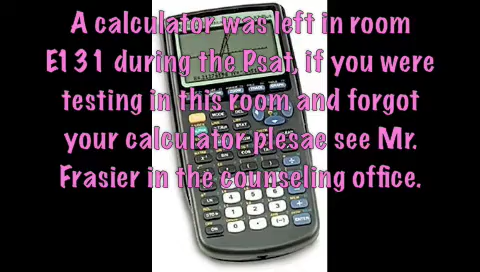 A calculator was left in room
E131 during the Psat, if you were
testing in this room and forgot
your calculator plesae see Mr.
Frasier in the counseling office.